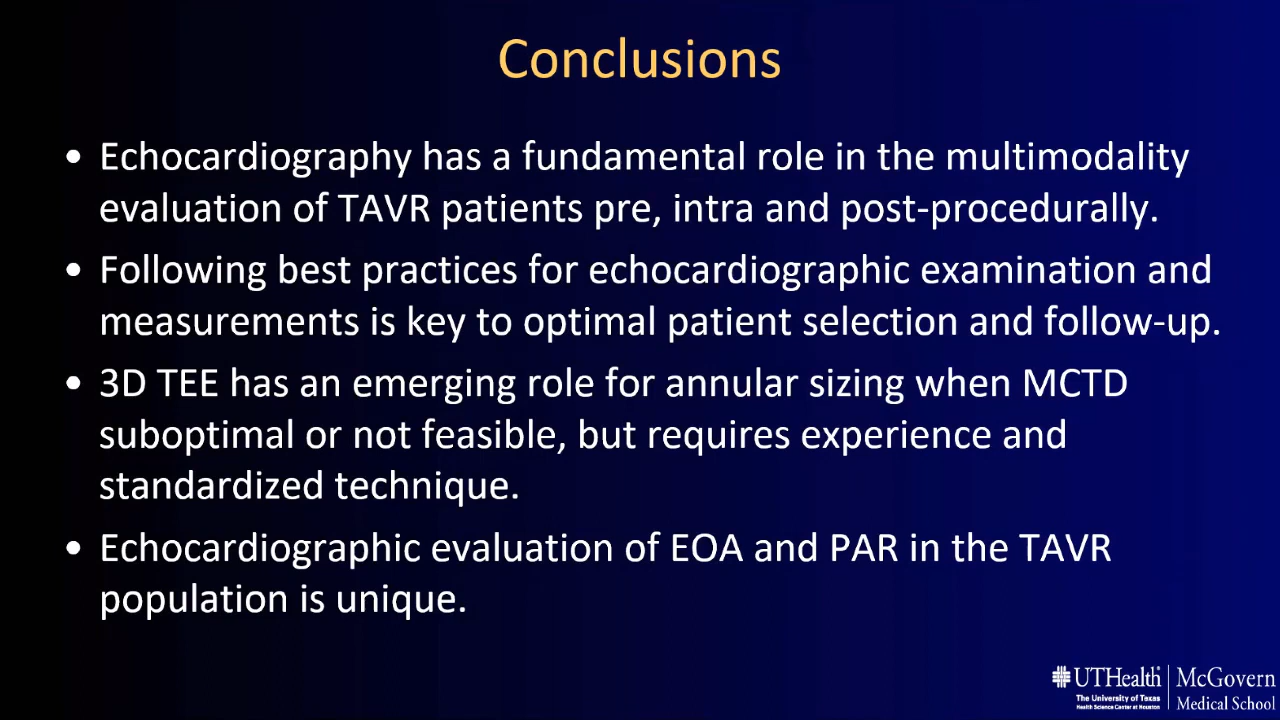 Conclusions
• Echocardiography has a fundamental role in the multimodality
evaluation of TAVR patients pre, intra and post-procedurally.
• Following best practices for echocardiographic examination and
measurements is key to optimal patient selection and follow-up.
• 3D TEE has an emerging role for annular sizing when MCTD
suboptimal or not feasible, but requires experience and
standardized technique.
• Echocardiographic evaluation of EOA and PAR in the TAVR
population is unique.
UTHealth
The University of Texas
Health Science Center at Houston
McGovern
Medical School